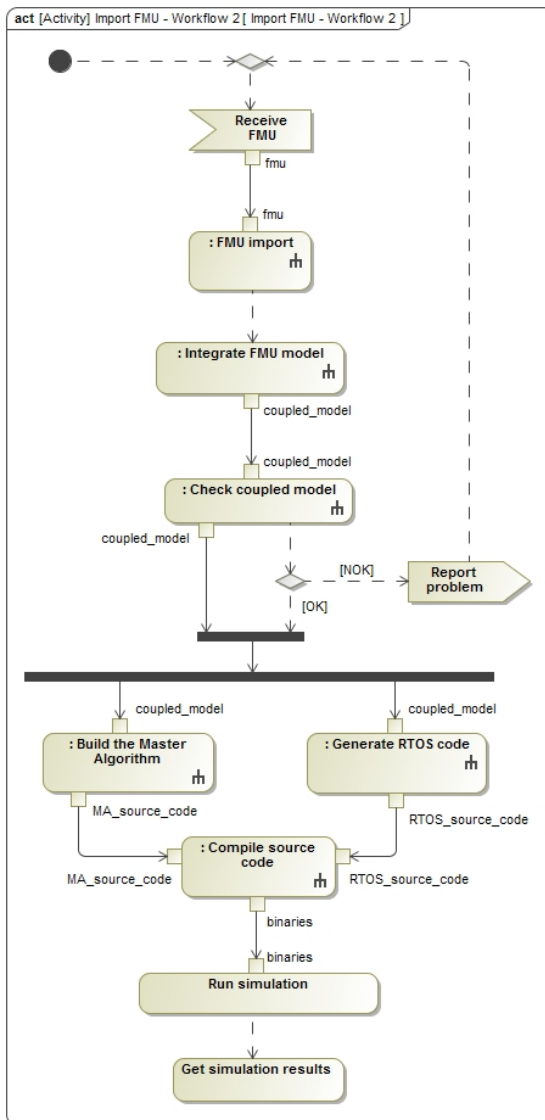 act [Activity] Import FMU - Workflow 2 [ Import FMU - Workflow 2 ]
Receive
FMU
fmu
fmu
: FMU import
: Integrate FMU model
coupled_model
coupled_model
: Check coupled model
coupled_model
[NOK]
Report
problem
[OK]
coupled_model
coupled_model
: Build the Master
Algorithm
: Generate RTOS code
MA_source_code
RTOS_source_code
: Compile source
code
MA_source_code
RTOS_source_code
binaries
binaries
Run simulation
Get simulation results